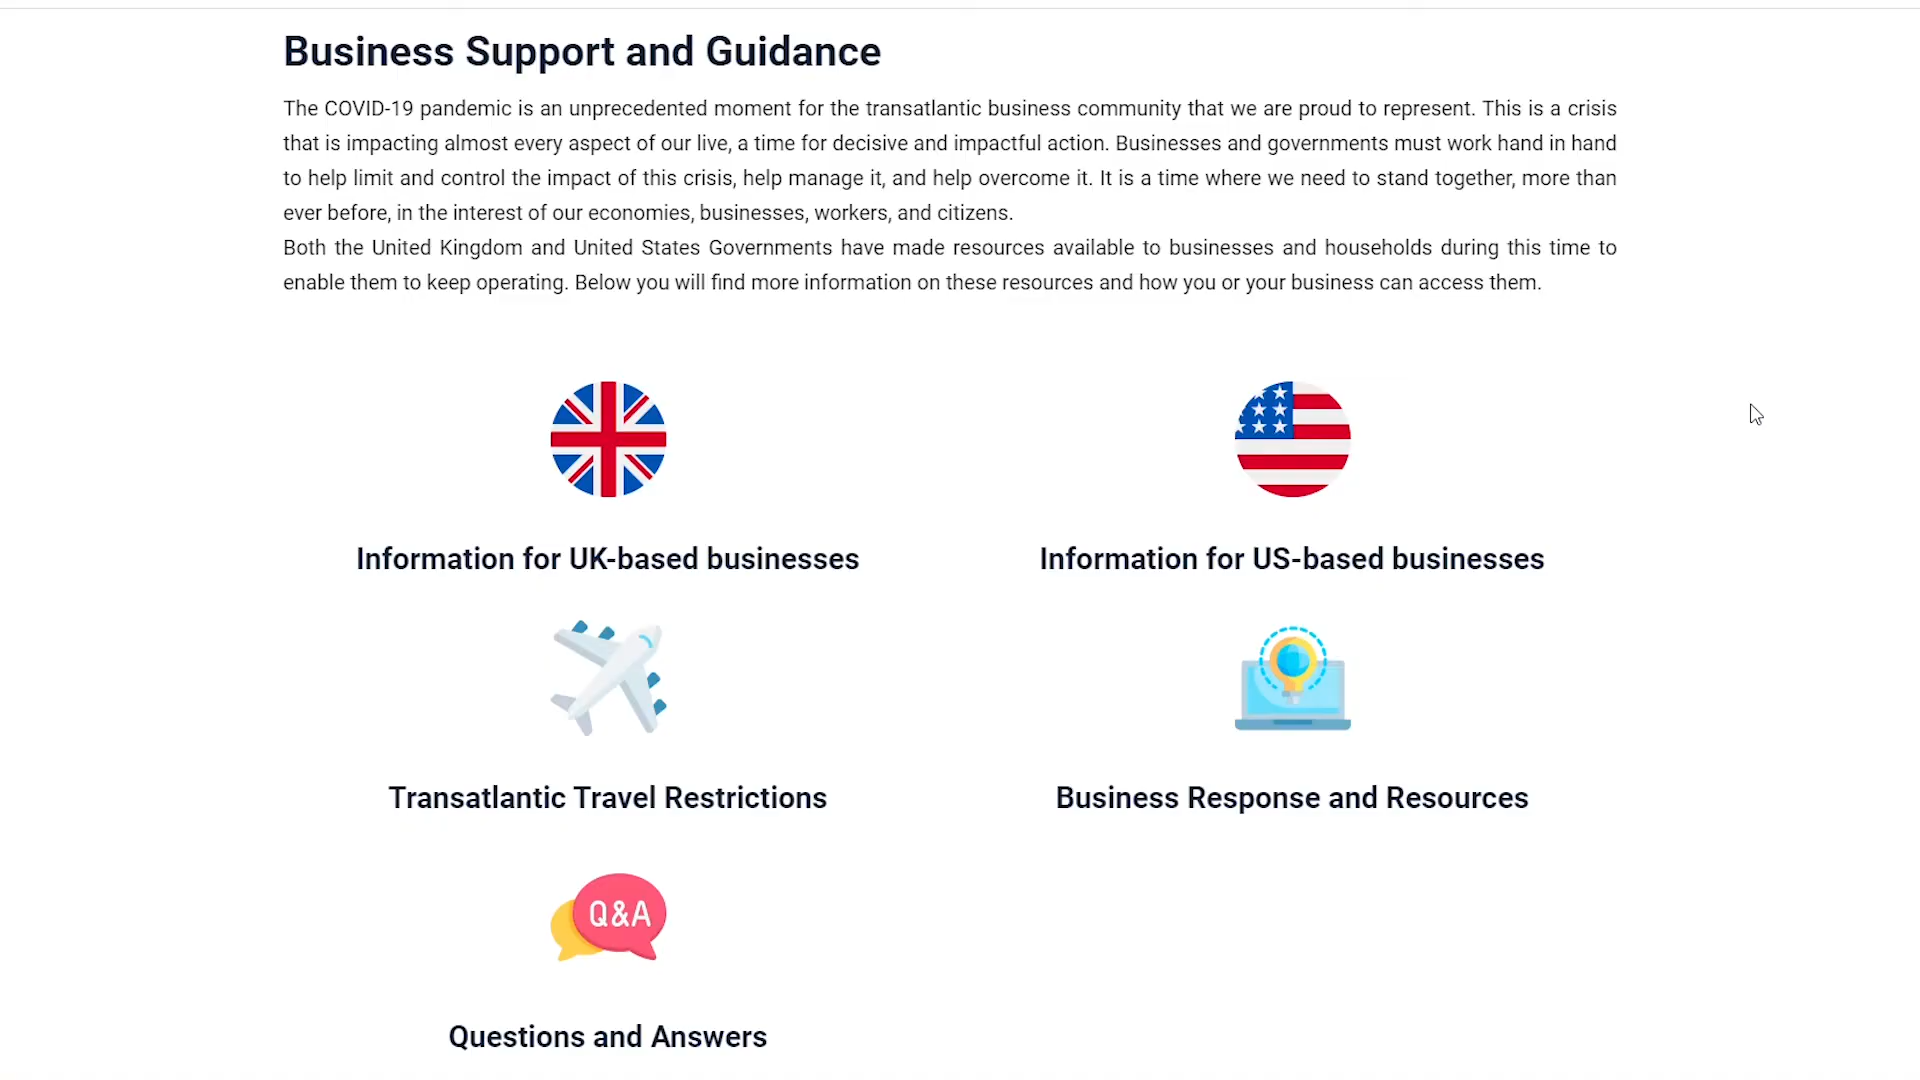 Business Support and Guidance
The COVID-19 pandemic is an unprecedented moment for the transatlantic business community that we are proud to represent. This is a crisis
that is impacting almost every aspect of our live, a time for decisive and impactful action. Businesses and governments must work hand in hand
to help limit and control the impact of this crisis, help manage it, and help overcome it. It is a time where we need to stand together, more than
ever before, in the interest of our economies, businesses, workers, and citizens.
Both the United Kingdom and United States Governments have made resources available to businesses and households during this time to
enable them to keep operating. Below you will find more information on these resources and how you or your business can access them.
Information for UK-based businesses
Information for US-based businesses
Transatlantic Travel Restrictions
Business Response and Resources
Q&A
Questions and Answers